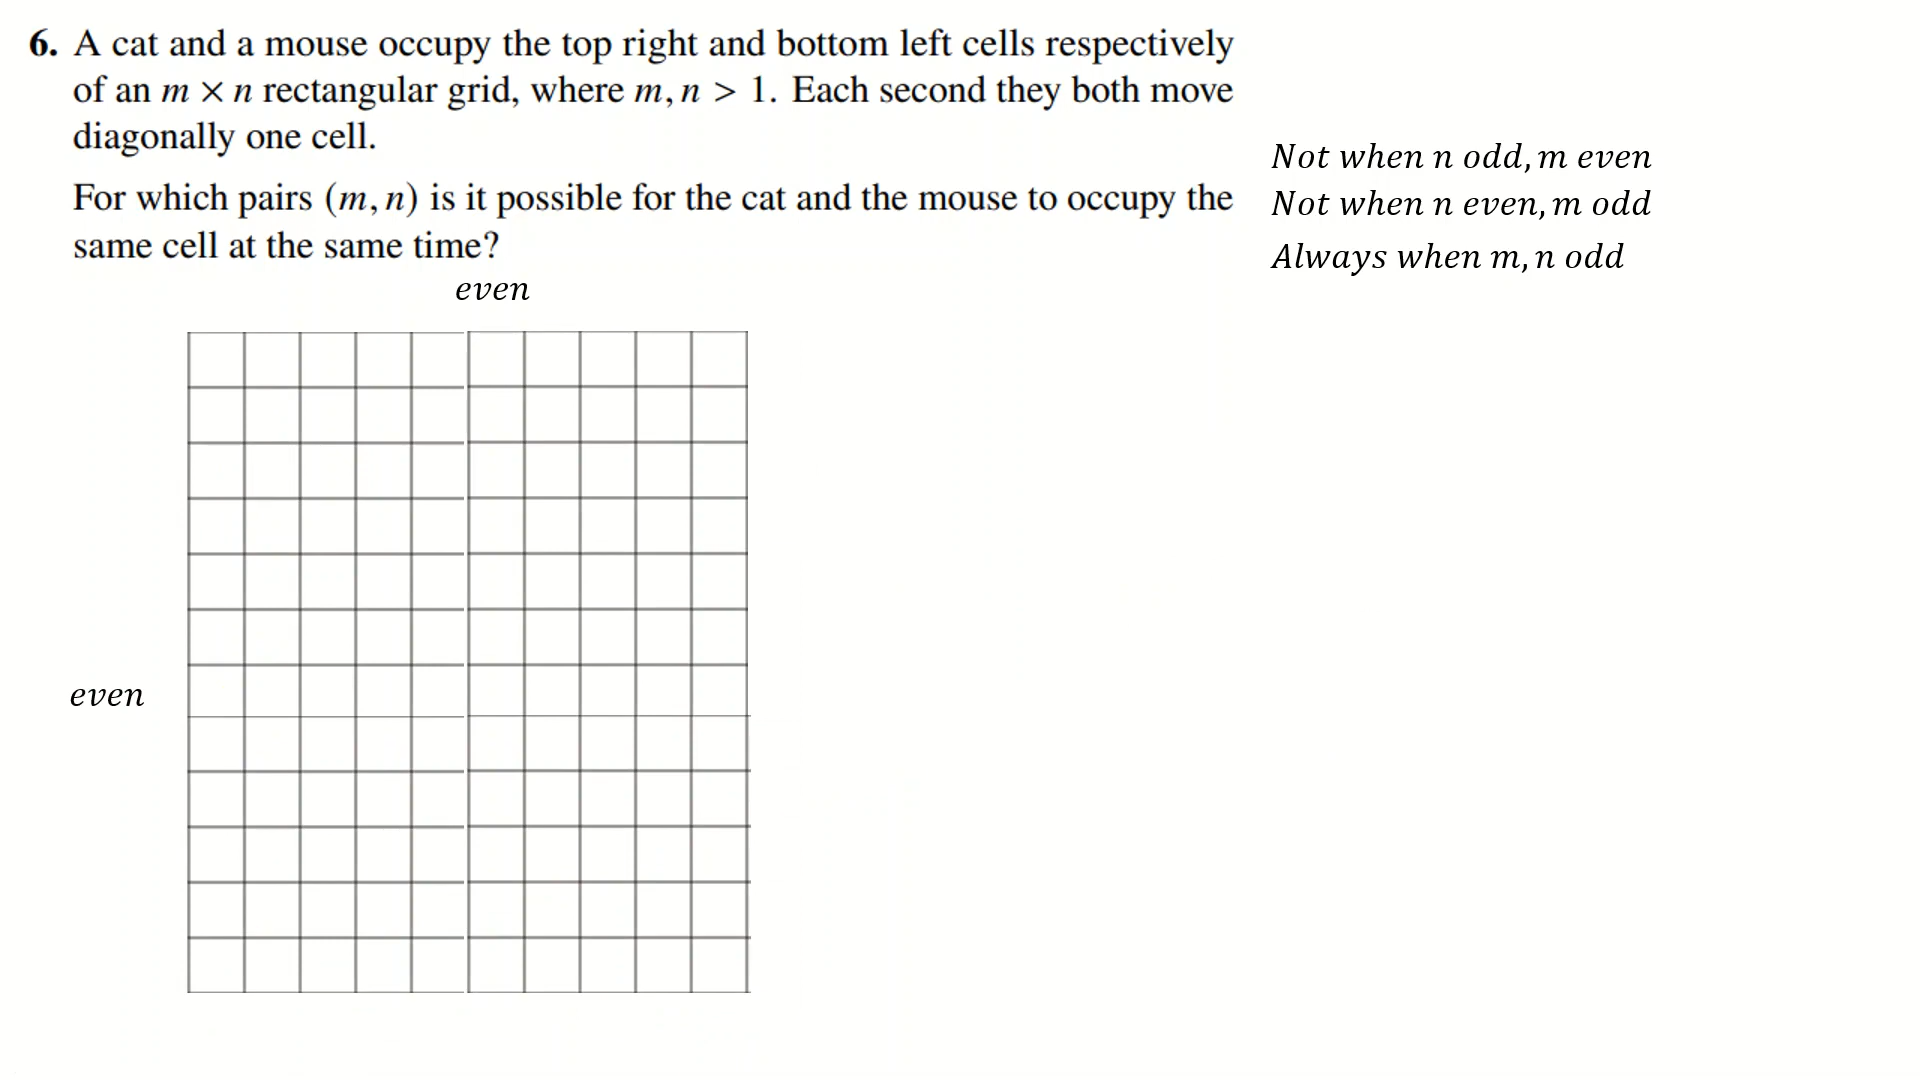 6. A cat and a mouse occupy the top right and bottom left cells respectively
of an m × n rectangular grid, where m, n > 1. Each second they both move
diagonally one cell.
For which pairs (m, n) is it possible for the cat and the mouse to occupy the
same cell at the same time?
Not when n odd, m even
Not when n even, m odd
Always when m, n odd
even
even